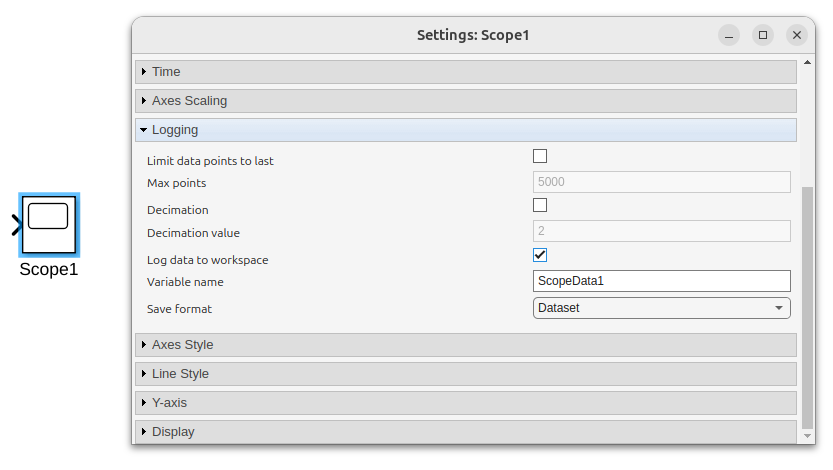 Settings: Scope1
Time
Axes Scaling
Logging
Limit data points to last
Max points 5000
Decimation
Decimation value 2
Log data to workspace
Variable name ScopeData1
Save format Dataset
Axes Style
Line Style
Y-axis
Display
Scope1